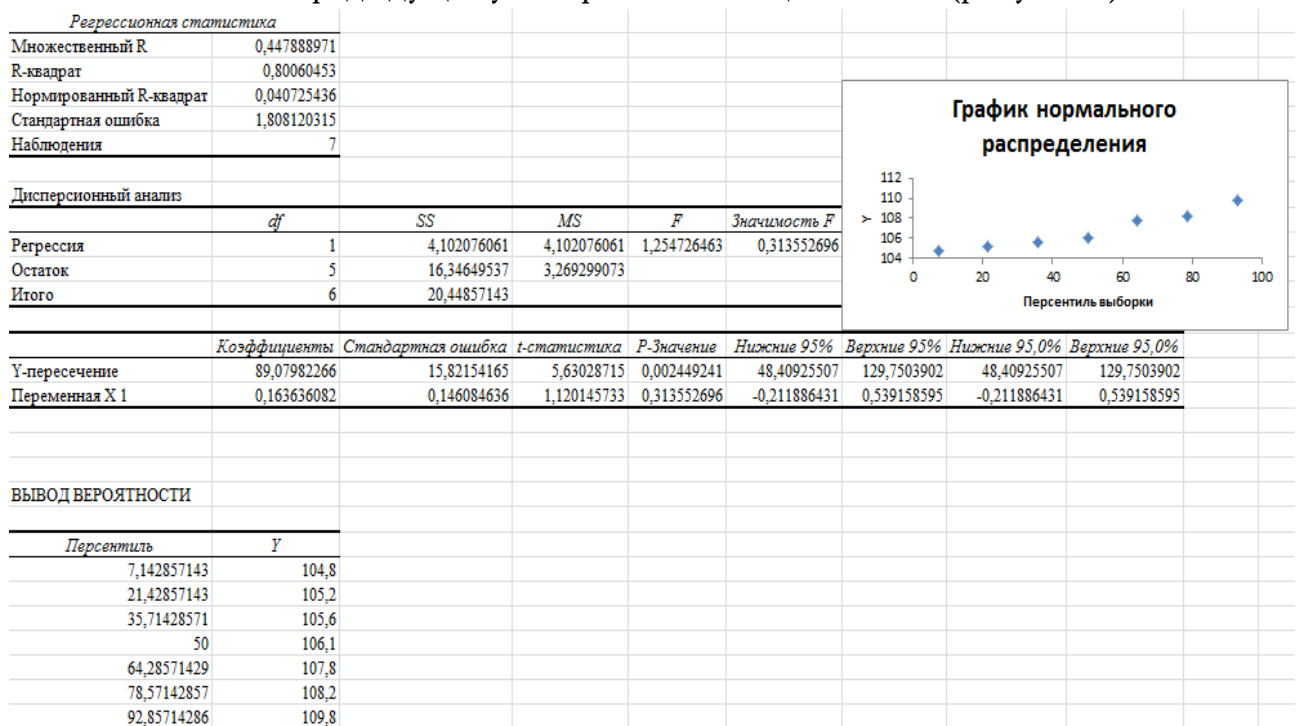 Регрессионная статистика
Множественный R 0,447888971
R-квадрат 0,80060453
Нормированный R-квадрат 0,040725436
Стандартная ошибка 1,808120315
Наблюдения 7
График нормального
распределения
112
110
108
106
104
Y
0 20 40 60 80 100
Персентиль выборки
Дисперсионный анализ
df SS MS F Значимость F
Регрессия 1 4,102076061 4,102076061 1,254726463 0,313552696
Остаток 5 16,34649537 3,269299073
Итого 6 20,44857143
Коэффициенты Стандартная ошибка t-статистика P-Значение Нижние 95% Верхние 95% Нижние 95,0% Верхние 95,0%
Y-пересечение 89,07982266 15,82154165 5,63028715 0,002449241 48,40925507 129,7503902 48,40925507 129,7503902
Переменная X 1 0,163636082 0,146084636 1,120145733 0,313552696 -0,211886431 0,539158595 -0,211886431 0,539158595
ВЫВОД ВЕРОЯТНОСТИ
Персентиль Y
7,142857143 104,8
21,42857143 105,2
35,71428571 105,6
50 106,1
64,28571429 107,8
78,57142857 108,2
92,85714286 109,8